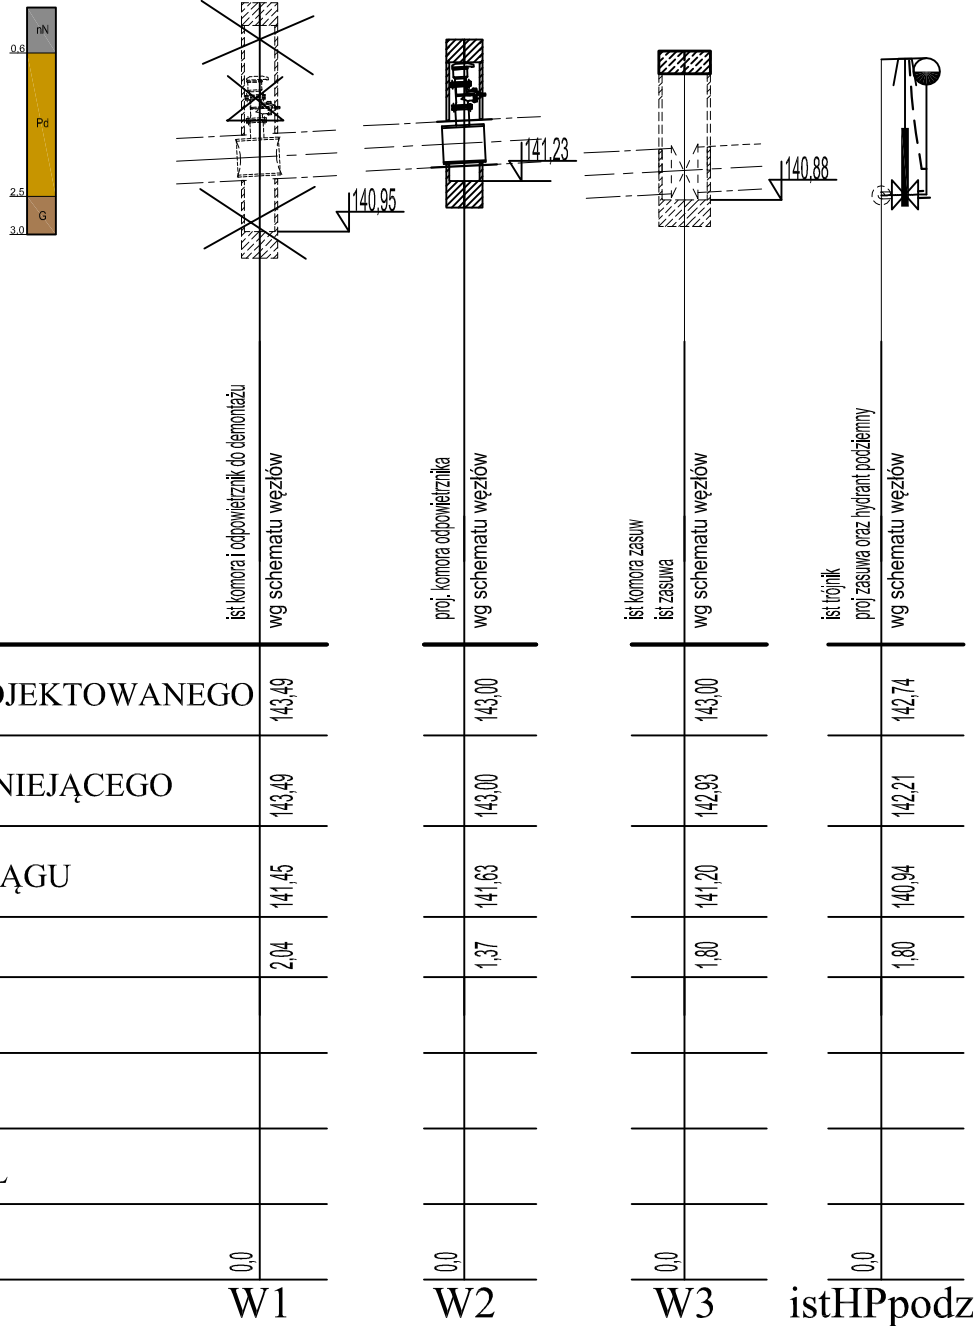 nN
0,6
Pd
2,5
G
3,0
140,95
141,23
140,88
ist komora i odpowietrznik do demontażu
wg schematu węzłów
proj. komora odpowietrznika
wg schematu węzłów
ist komora zasuw
ist zasuwa
wg schematu węzłów
ist trójnik
proj zasuwa oraz hydrant podziemny
wg schematu węzłów
OJEKTOWANEGO
143,49
143,00
143,00
142,74
NIEJĄCEGO
143,49
143,00
142,93
142,21
ĄGU
141,45
141,63
141,20
140,94
2,04
1,37
1,80
1,80
0,0
0,0
0,0
0,0
W1
W2
W3
istHPpodz